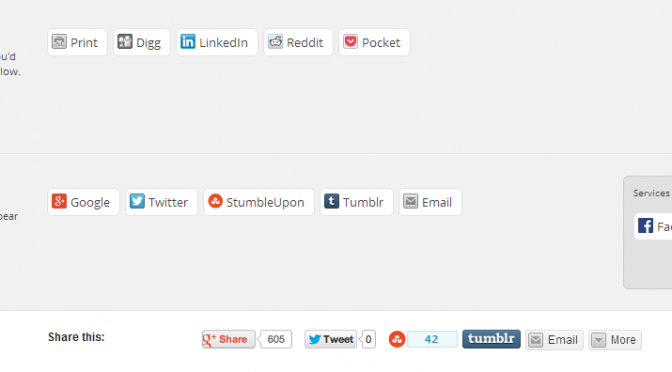 Print Digg LinkedIn Reddit Pocket
u'd
low.
Google Twitter StumbleUpon Tumblr Email
pear
Services
Fac
Share this: g+ Share 605 Tweet 0 42 tumblr Email More